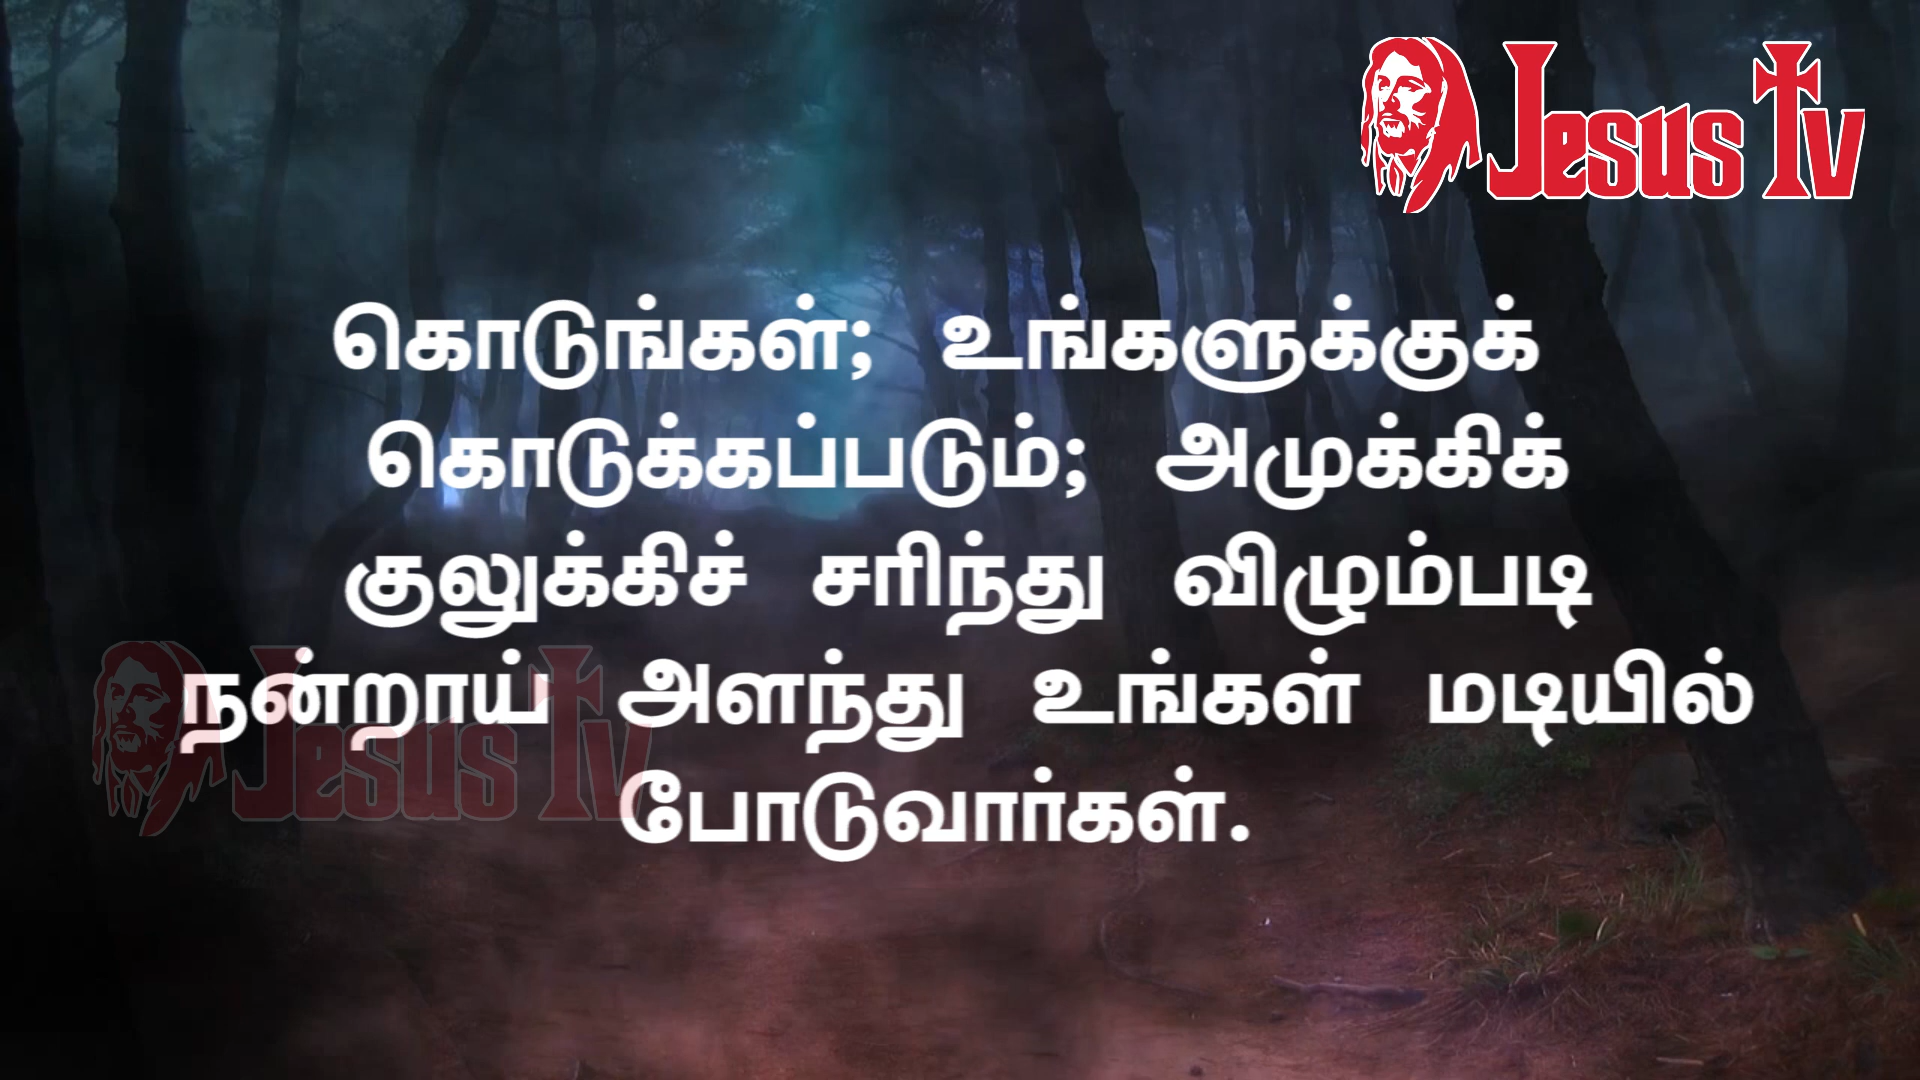 Jesus Tv
கொடுங்கள்; உங்களுக்குக்
கொடுக்கப்படும்; அமுக்கிக்
குலுக்கிச் சரிந்து விழும்படி
நன்றாய் அளந்து உங்கள் மடியில்
போடுவார்கள்.
Jesus Tv